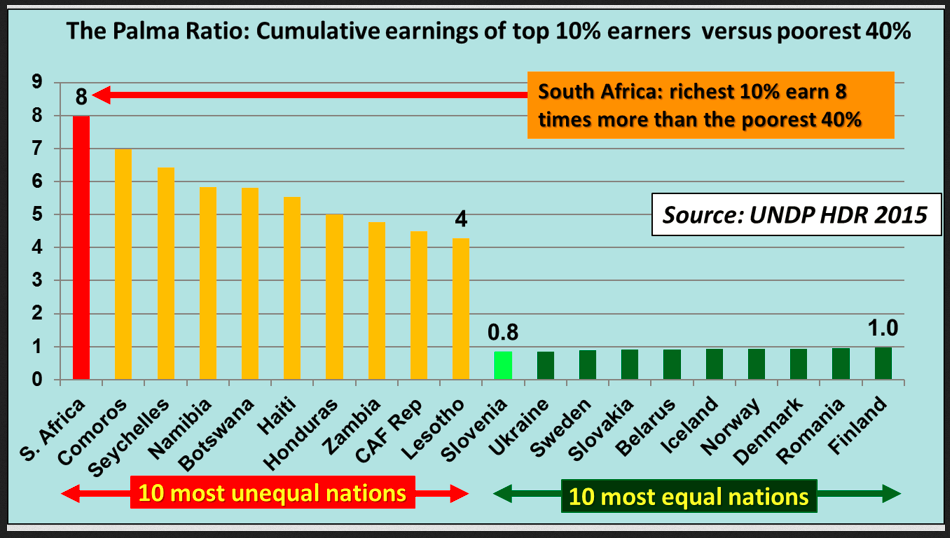 The Palma Ratio: Cumulative earnings of top 10% earners versus poorest 40%
9
8
7
6
5
4
3
2
1
0
8
South Africa: richest 10% earn 8
times more than the poorest 40%
Source: UNDP HDR 2015
4
0.8
1.0
S. Africa
Comoros
Seychelles
Namibia
Botswana
Haiti
Honduras
Zambia
CAF Rep
Lesotho
Slovenia
Ukraine
Sweden
Slovakia
Belarus
Iceland
Norway
Denmark
Romania
Finland
10 most unequal nations
10 most equal nations